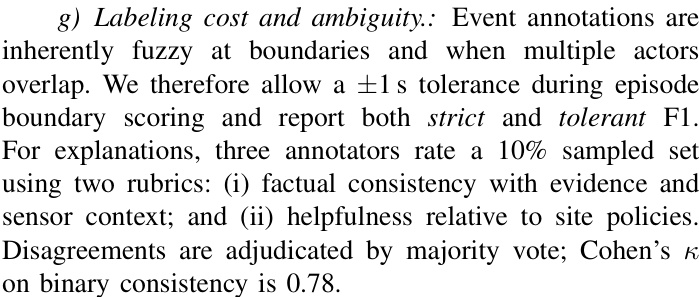 g) Labeling cost and ambiguity.: Event annotations are
inherently fuzzy at boundaries and when multiple actors
overlap. We therefore allow a ±1 s tolerance during episode
boundary scoring and report both strict and tolerant F1.
For explanations, three annotators rate a 10% sampled set
using two rubrics: (i) factual consistency with evidence and
sensor context; and (ii) helpfulness relative to site policies.
Disagreements are adjudicated by majority vote; Cohen's κ
on binary consistency is 0.78.